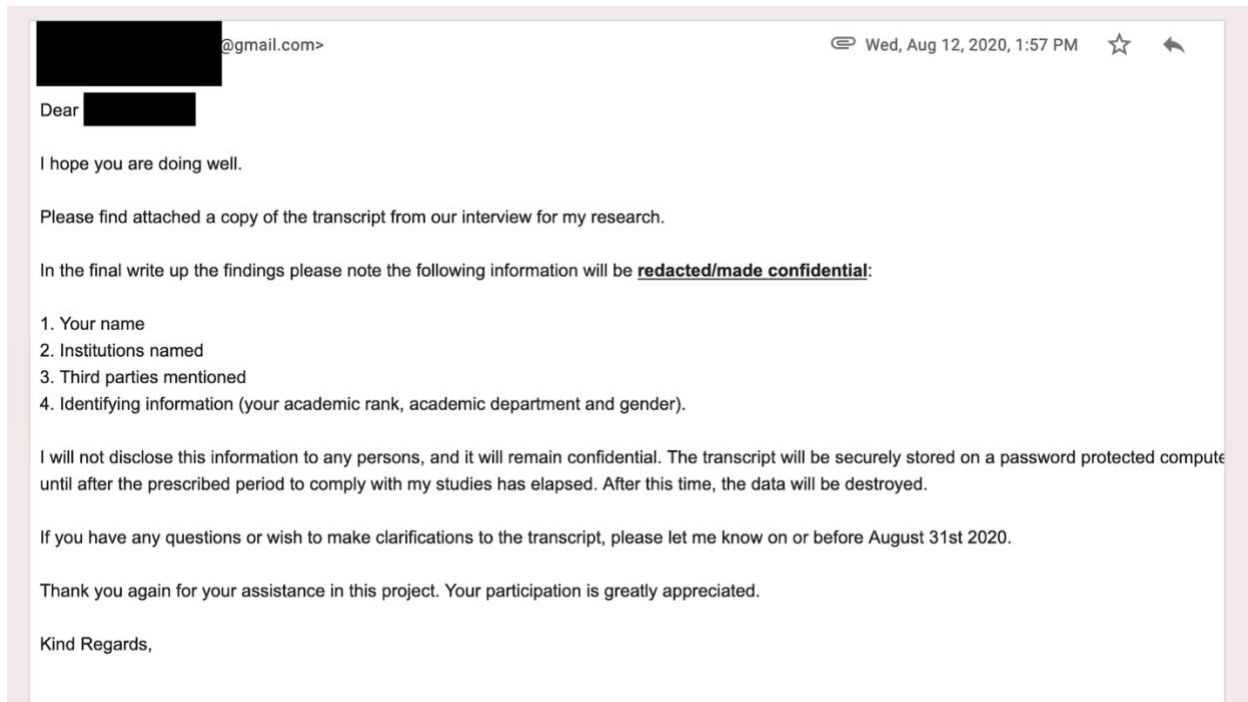 @gmail.com>
Wed, Aug 12, 2020, 1:57 PM
Dear
I hope you are doing well.
Please find attached a copy of the transcript from our interview for my research.
In the final write up the findings please note the following information will be redacted/made confidential:
1. Your name
2. Institutions named
3. Third parties mentioned
4. Identifying information (your academic rank, academic department and gender).
I will not disclose this information to any persons, and it will remain confidential. The transcript will be securely stored on a password protected compute
until after the prescribed period to comply with my studies has elapsed. After this time, the data will be destroyed.
If you have any questions or wish to make clarifications to the transcript, please let me know on or before August 31st 2020.
Thank you again for your assistance in this project. Your participation is greatly appreciated.
Kind Regards,